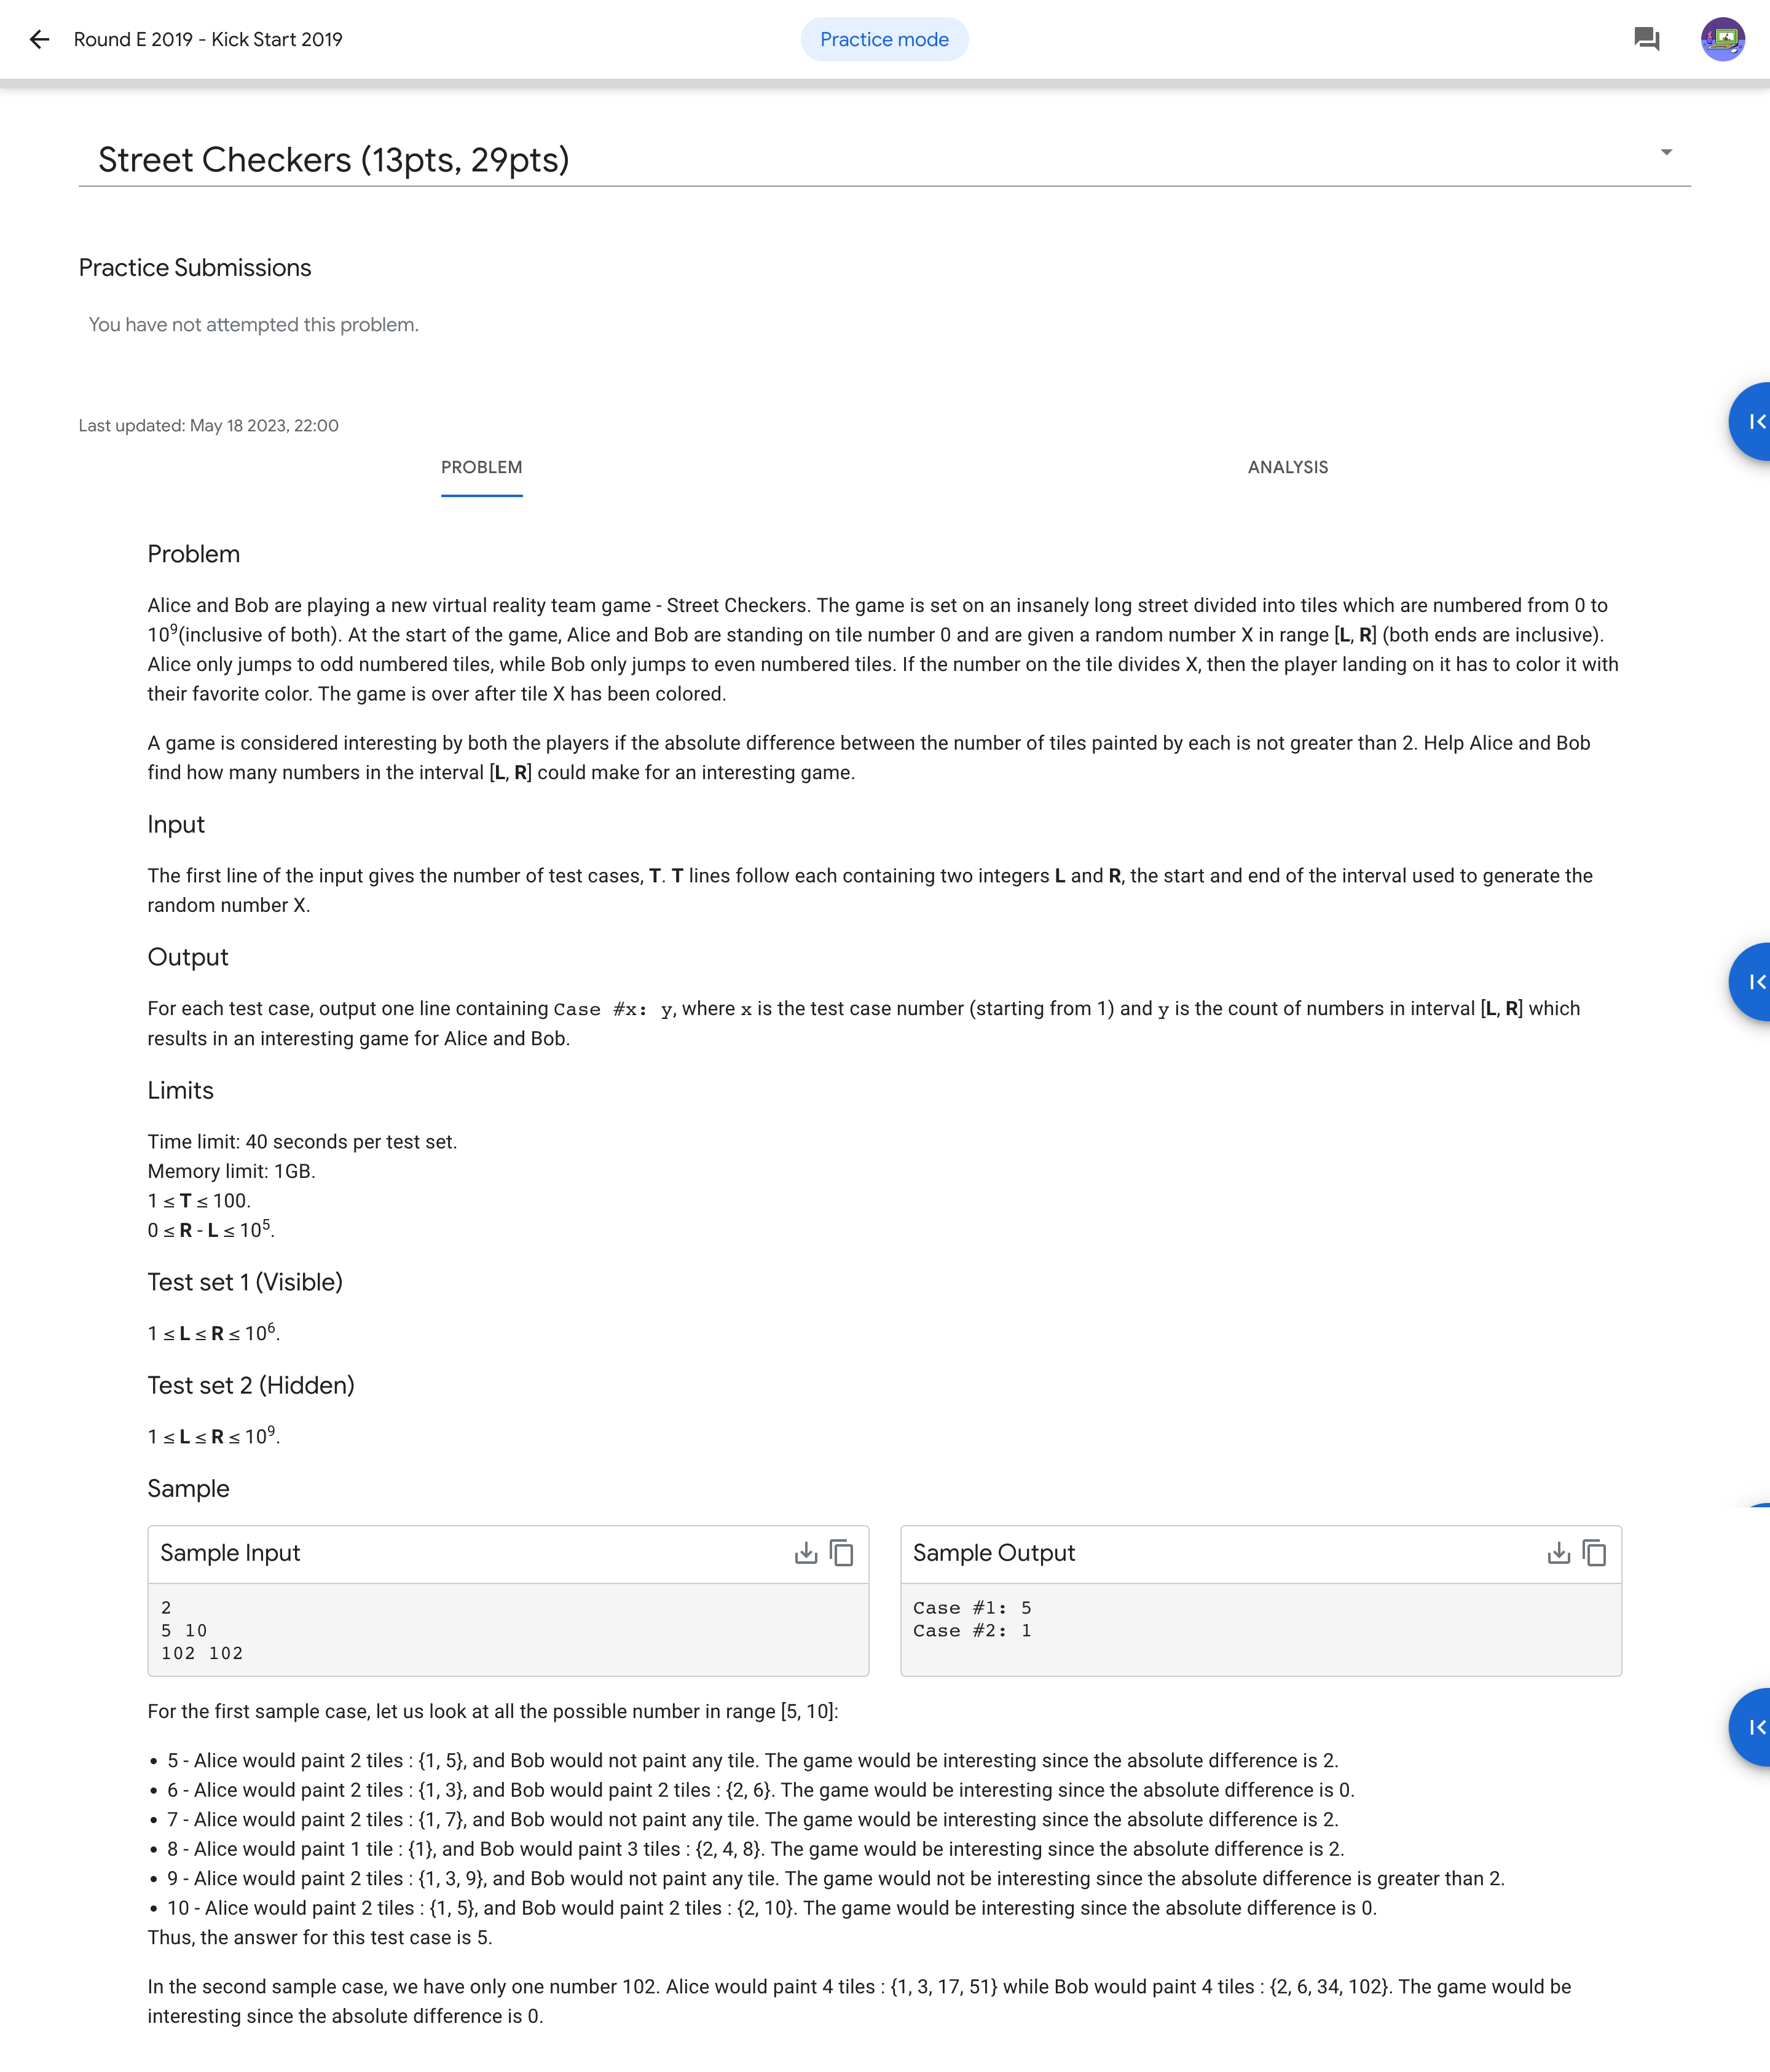 Round E 2019 - Kick Start 2019
Practice mode
Street Checkers (13pts, 29pts)
Practice Submissions
You have not attempted this problem.
Last updated: May 18 2023, 22:00
PROBLEM
ANALYSIS
Problem
Alice and Bob are playing a new virtual reality team game - Street Checkers. The game is set on an insanely long street divided into tiles which are numbered from 0 to
10⁹(inclusive of both). At the start of the game, Alice and Bob are standing on tile number 0 and are given a random number X in range [L, R] (both ends are inclusive).
Alice only jumps to odd numbered tiles, while Bob only jumps to even numbered tiles. If the number on the tile divides X, then the player landing on it has to color it with
their favorite color. The game is over after tile X has been colored.
A game is considered interesting by both the players if the absolute difference between the number of tiles painted by each is not greater than 2. Help Alice and Bob
find how many numbers in the interval [L, R] could make for an interesting game.
Input
The first line of the input gives the number of test cases, T. T lines follow each containing two integers L and R, the start and end of the interval used to generate the
random number X.
Output
For each test case, output one line containing Case #x: y, where x is the test case number (starting from 1) and y is the count of numbers in interval [L, R] which
results in an interesting game for Alice and Bob.
Limits
Time limit: 40 seconds per test set.
Memory limit: 1GB.
1 ≤ T ≤ 100.
0 ≤ R - L ≤ 10⁵.
Test set 1 (Visible)
1 ≤ L ≤ R ≤ 10⁶.
Test set 2 (Hidden)
1 ≤ L ≤ R ≤ 10⁹.
Sample
Sample Input
2
5 10
102 102
Sample Output
Case #1: 5
Case #2: 1
For the first sample case, let us look at all the possible number in range [5, 10]:
• 5 - Alice would paint 2 tiles : {1, 5}, and Bob would not paint any tile. The game would be interesting since the absolute difference is 2.
• 6 - Alice would paint 2 tiles : {1, 3}, and Bob would paint 2 tiles : {2, 6}. The game would be interesting since the absolute difference is 0.
• 7 - Alice would paint 2 tiles : {1, 7}, and Bob would not paint any tile. The game would be interesting since the absolute difference is 2.
• 8 - Alice would paint 1 tile : {1}, and Bob would paint 3 tiles : {2, 4, 8}. The game would be interesting since the absolute difference is 2.
• 9 - Alice would paint 2 tiles : {1, 3, 9}, and Bob would not paint any tile. The game would not be interesting since the absolute difference is greater than 2.
• 10 - Alice would paint 2 tiles : {1, 5}, and Bob would paint 2 tiles : {2, 10}. The game would be interesting since the absolute difference is 0.
Thus, the answer for this test case is 5.
In the second sample case, we have only one number 102. Alice would paint 4 tiles : {1, 3, 17, 51} while Bob would paint 4 tiles : {2, 6, 34, 102}. The game would be
interesting since the absolute difference is 0.